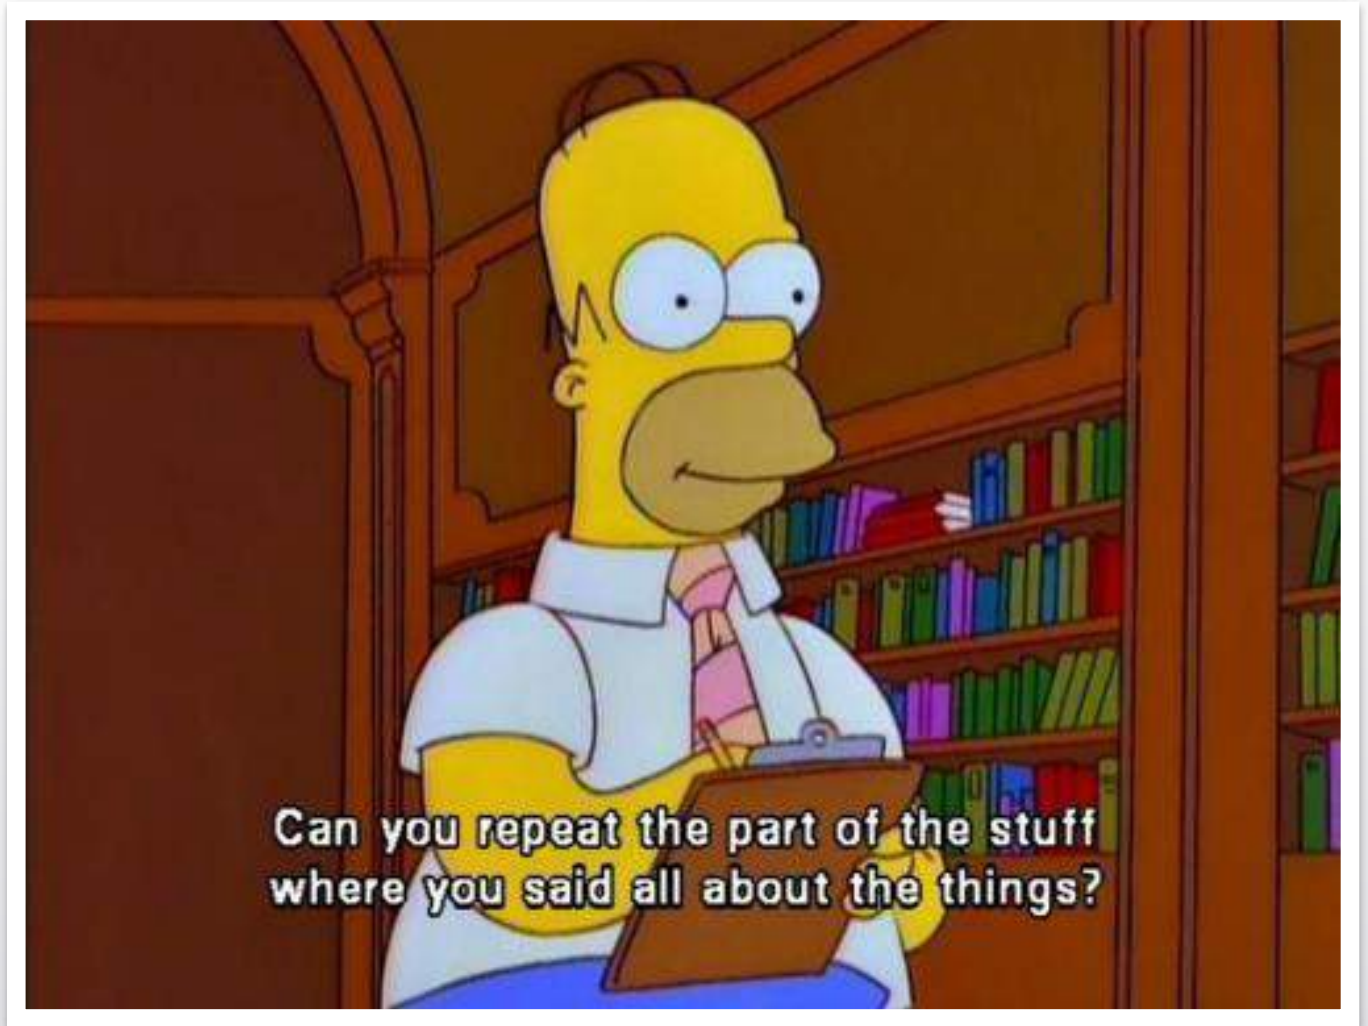 Can you repeat the part of the stuff
where you said all about the things?